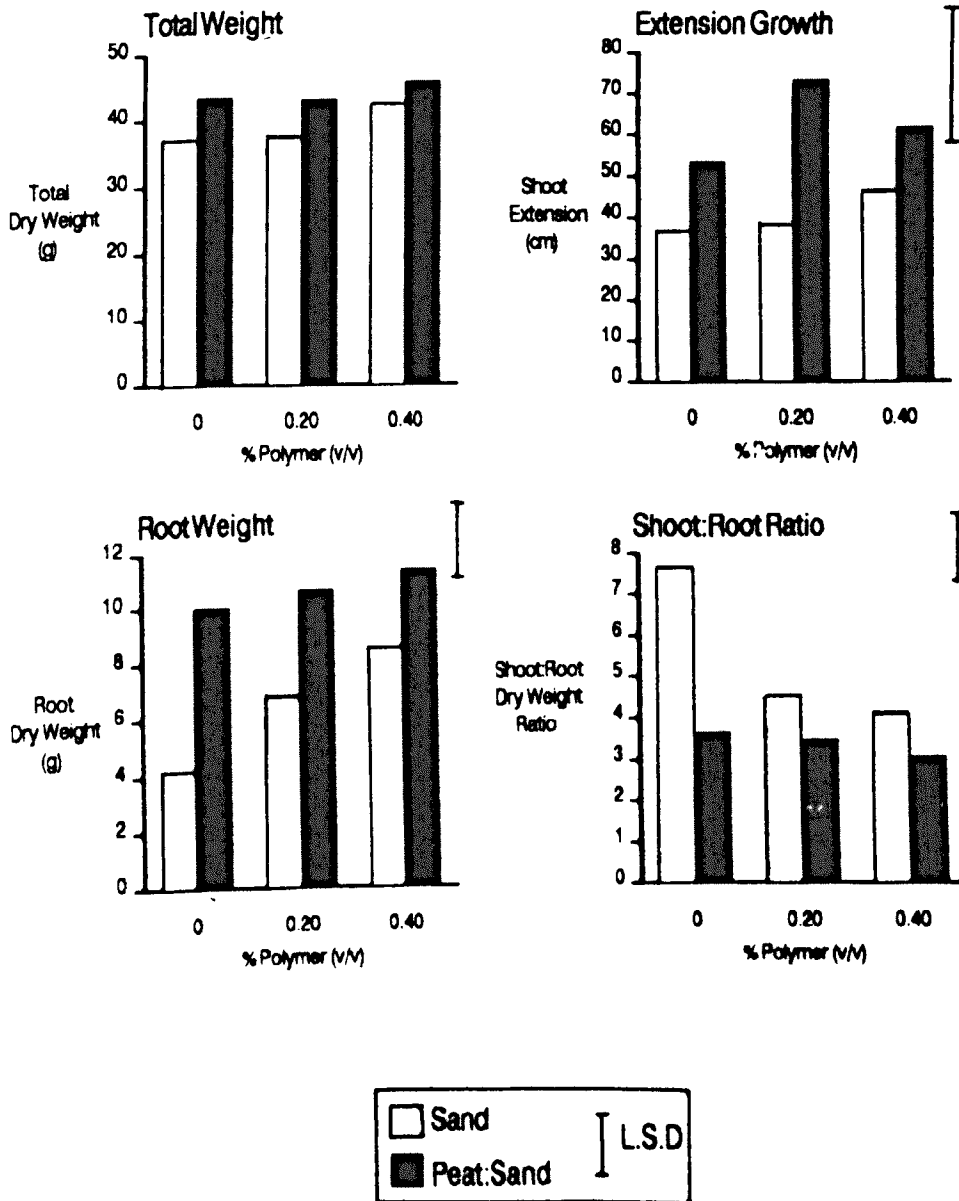 Total Weight
50
40
30
20
10
0
Total
Dry Weight
(g)
0 0.20 0.40
% Polymer (v/v)
Extension Growth
80
70
60
50
40
30
20
10
0
Shoot
Extension
(cm)
0 0.20 0.40
% Polymer (v/v)
Root Weight
12
10
8
6
4
2
0
Root
Dry Weight
(g)
0 0.20 0.40
% Polymer (v/v)
Shoot:Root Ratio
8
7
6
5
4
3
2
1
0
Shoot:Root
Dry Weight
Ratio
0 0.20 0.40
% Polymer (v/v)
Sand
Peat:Sand
L.S.D